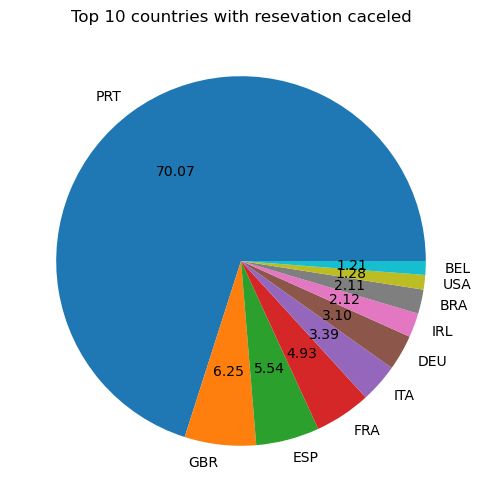 Top 10 countries with resevation caceled
PRT
70.07
1.21
BEL
1.28
USA
2.11
BRA
2.12
IRL
3.10
DEU
3.39
ITA
4.93
FRA
5.54
ESP
6.25
GBR